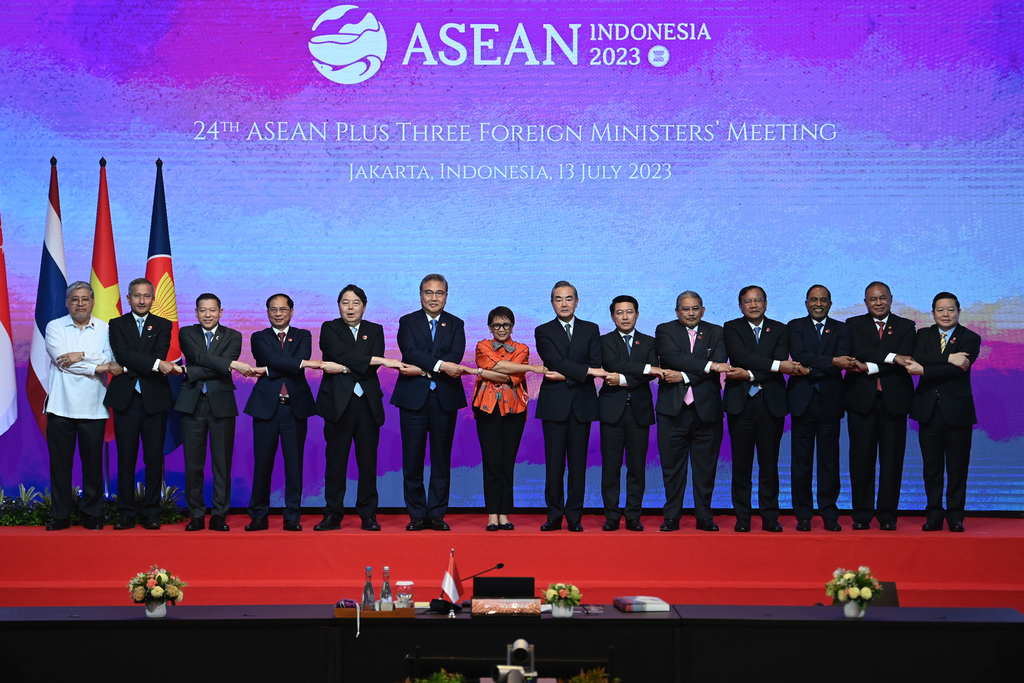 ASEAN INDONESIA
2023
24TH ASEAN PLUS THREE FOREIGN MINISTERS' MEETING
JAKARTA, INDONESIA, 13 JULY 2023